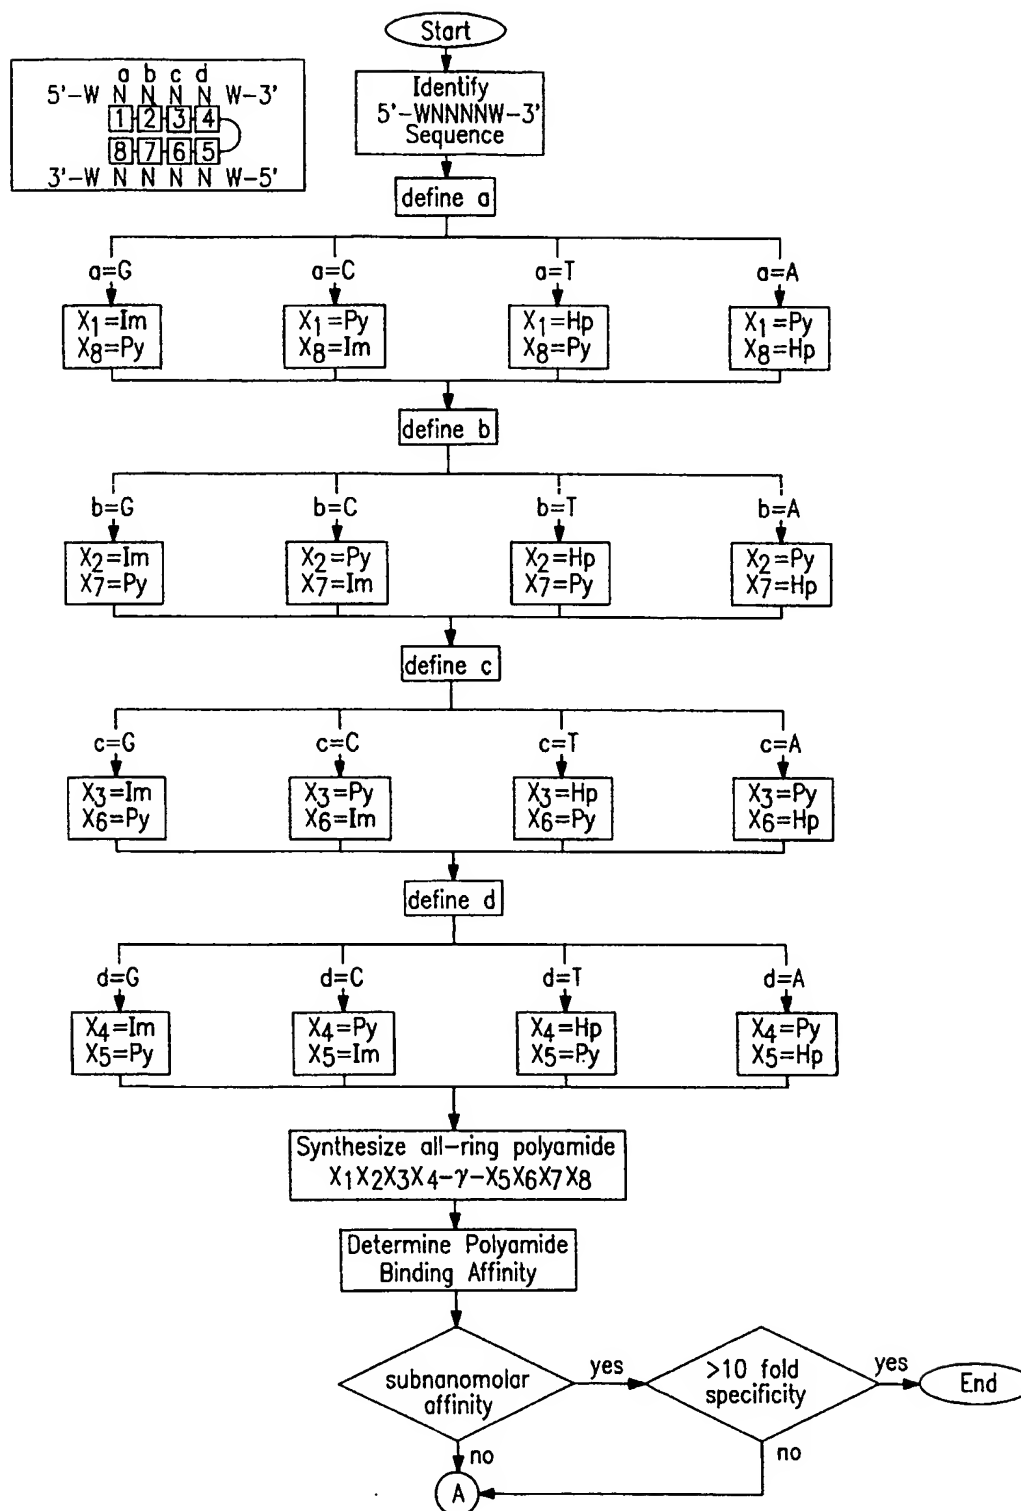 Start
a b c d
5'-W N N N N W-3'
1 2 3 4
8 7 6 5
3'-W N N N N W-5'
Identify
5'-WNNNNW-3'
Sequence
define a
a=G
a=C
a=T
a=A
X1=Im
X8=Py
X1=Py
X8=Im
X1=Hp
X8=Py
X1=Py
X8=Hp
define b
b=G
b=C
b=T
b=A
X2=Im
X7=Py
X2=Py
X7=Im
X2=Hp
X7=Py
X2=Py
X7=Hp
define c
c=G
c=C
c=T
c=A
X3=Im
X6=Py
X3=Py
X6=Im
X3=Hp
X6=Py
X3=Py
X6=Hp
define d
d=G
d=C
d=T
d=A
X4=Im
X5=Py
X4=Py
X5=Im
X4=Hp
X5=Py
X4=Py
X5=Hp
Synthesize all-ring polyamide
X1X2X3X4-γ-X5X6X7X8
Determine Polyamide
Binding Affinity
subnanomolar
affinity
yes
>10 fold
specificity
yes
End
no
no
A